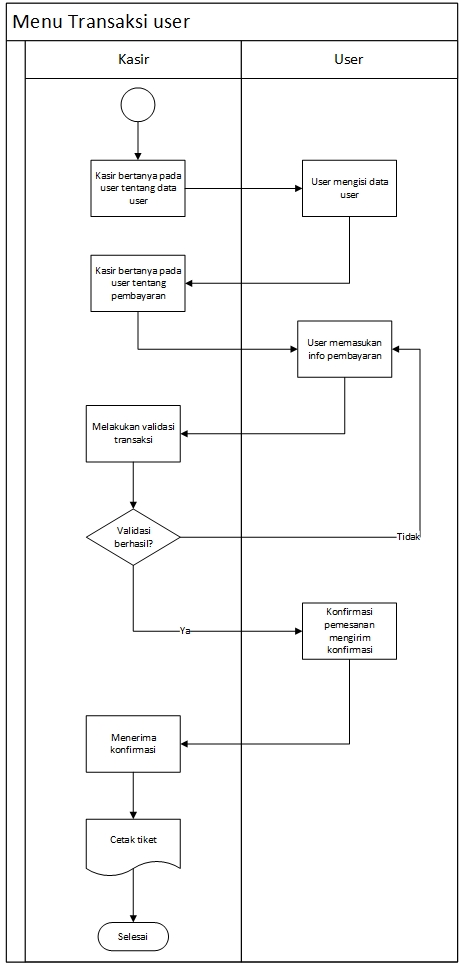 Menu Transaksi user
Kasir
User
Kasir bertanya pada
user tentang data
user
User mengisi data
user
Kasir bertanya pada
user tentang
pembayaran
User memasukan
info pembayaran
Melakukan validasi
transaksi
Validasi
berhasil?
Tidak
Ya
Konfirmasi
pemesanan
mengirim
konfirmasi
Menerima
konfirmasi
Cetak tiket
Selesai